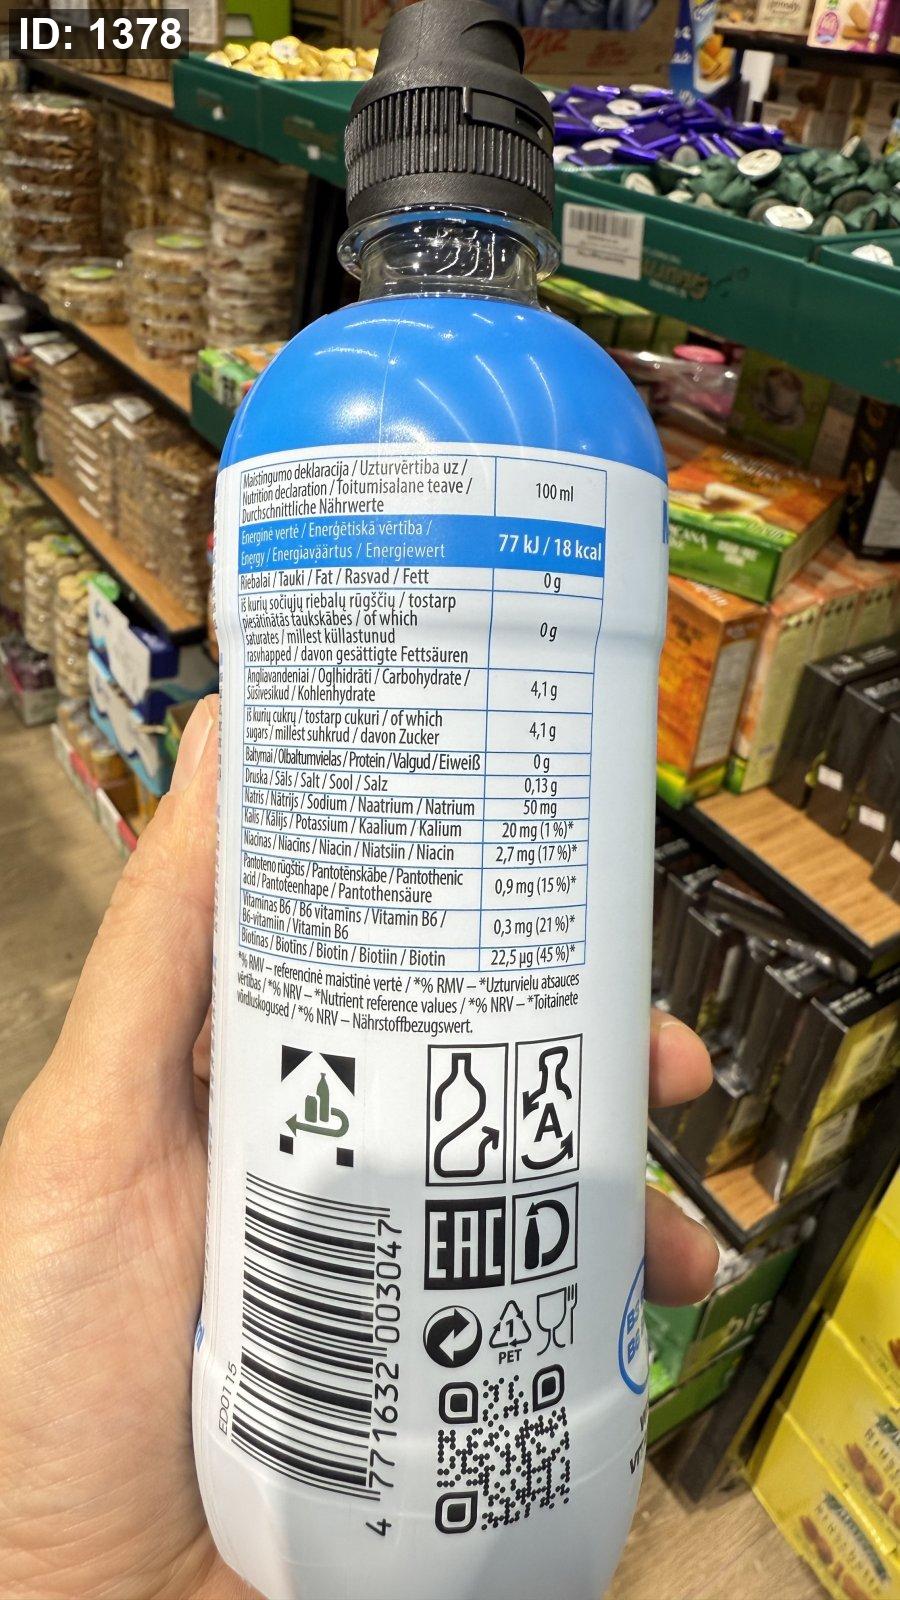 ID: 1378
Maistingumo deklaracija / Uzturvērtiba uz /
Nutrition declaration / Toitumisalane teave /
Durchschnittliche Nährwerte
100 ml
Energinė vertė / Enerģētiskā vērtība /
Energy / Energiaväärtus / Energiewert
77 kJ / 18 kcal
Riebalai / Tauki / Fat / Rasvad / Fett
0 g
iš kurių sočiųjų riebalų rūgščių / tostarp
piesātinātās taukskābes / of which
saturates / millest küllastunud
rasvhapped / davon gesättigte Fettsäuren
0 g
Angliavandeniai / Ogļhidrāti / Carbohydrate /
Süsivesikud / Kohlenhydrate
4,1 g
iš kurių cukrų / tostarp cukuri / of which
sugars / millest suhkrud / davon Zucker
4,1 g
Baltymai / Olbaltumvielas / Protein / Valgud / Eiweiß
0 g
Druska / Sāls / Salt / Sool / Salz
0,13 g
Natris / Nātrijs / Sodium / Naatrium / Natrium
50 mg
Kalis / Kālijs / Potassium / Kaalium / Kalium
20 mg (1 %)*
Niacinas / Niacīns / Niacin / Niatsiin / Niacin
2,7 mg (17 %)*
Pantoteno rūgštis / Pantotēnskābe / Pantothenic
acid / Pantoteenhape / Pantothensäure
0,9 mg (15 %)*
Vitaminas B6 / B6 vitamīns / Vitamin B6 /
B6-vitamiin / Vitamin B6
0,3 mg (21 %)*
Biotinas / Biotīns / Biotin / Biotiin / Biotin
22,5 µg (45 %)*
*% RMV – referencinė maistinė vertė / *% RMV – *Uzturvielu atsauces
vērtības / *% NRV – *Nutrient reference values / *% NRV – *Toitainete
võrdluskogused / *% NRV – Nährstoffbezugswert.
A
EAC
D
1
PET
ED0115
4 771632 003047